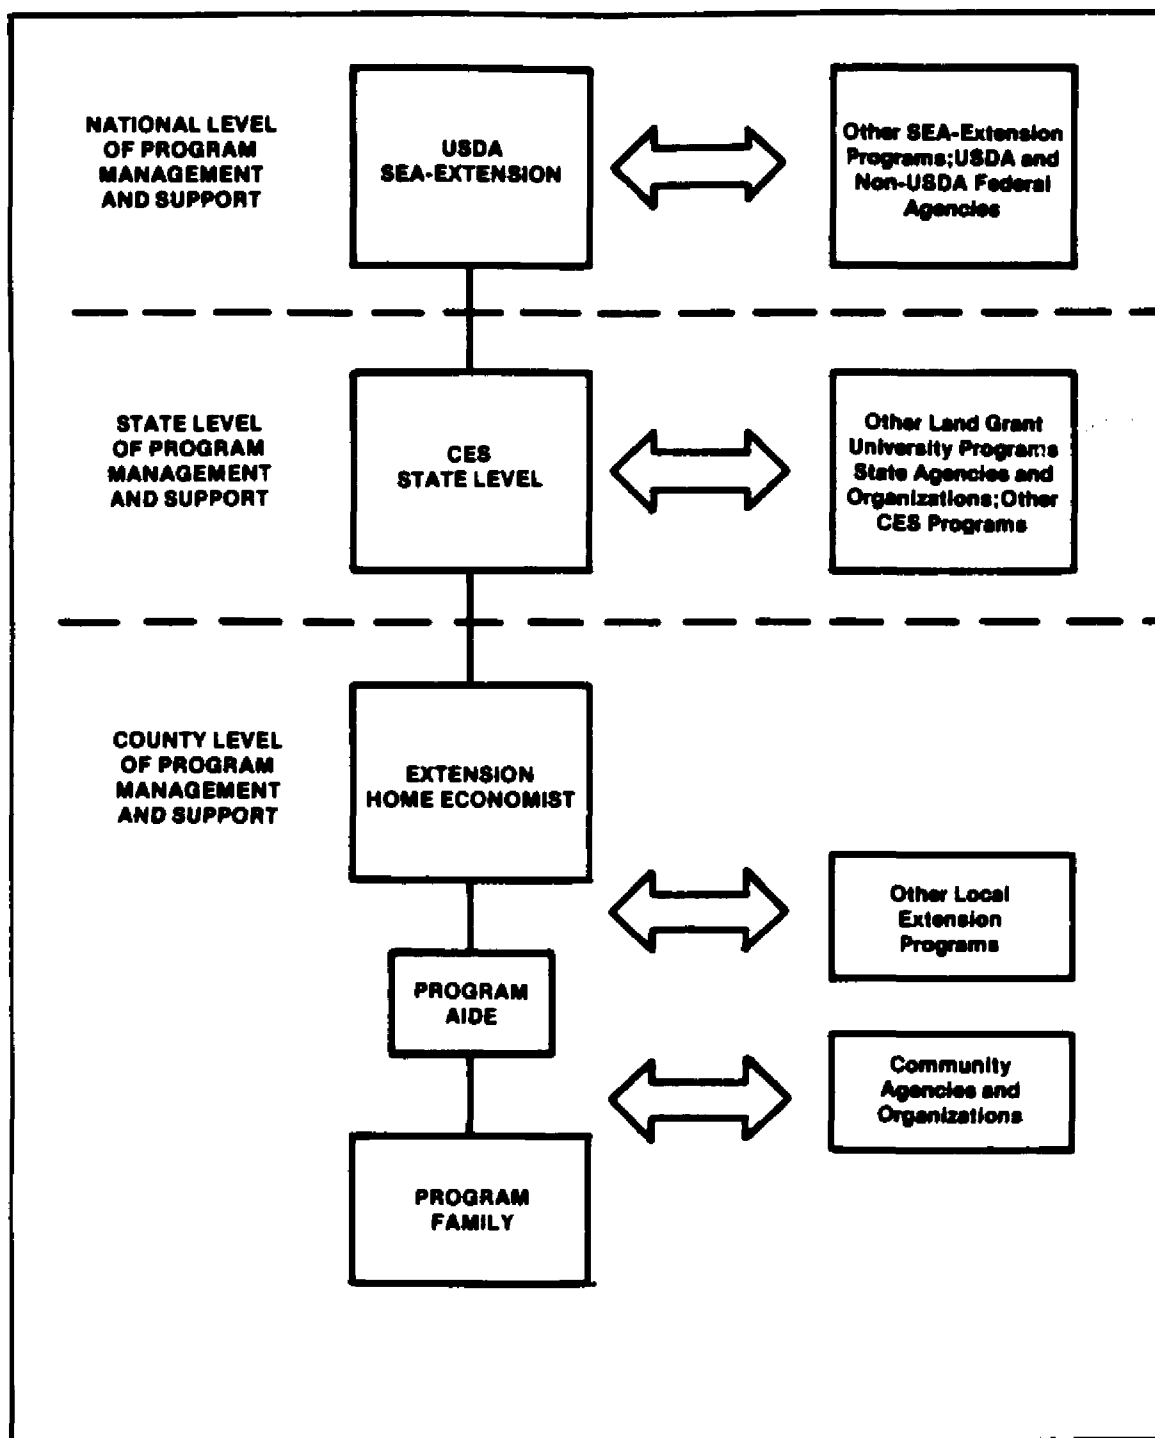 NATIONAL LEVEL
OF PROGRAM
MANAGEMENT
AND SUPPORT
USDA
SEA-EXTENSION
Other SEA-Extension
Programs;USDA and
Non-USDA Federal
Agencies
STATE LEVEL
OF PROGRAM
MANAGEMENT
AND SUPPORT
CES
STATE LEVEL
Other Land Grant
University Programs
State Agencies and
Organizations;Other
CES Programs
COUNTY LEVEL
OF PROGRAM
MANAGEMENT
AND SUPPORT
EXTENSION
HOME ECONOMIST
Other Local
Extension
Programs
PROGRAM
AIDE
Community
Agencies and
Organizations
PROGRAM
FAMILY